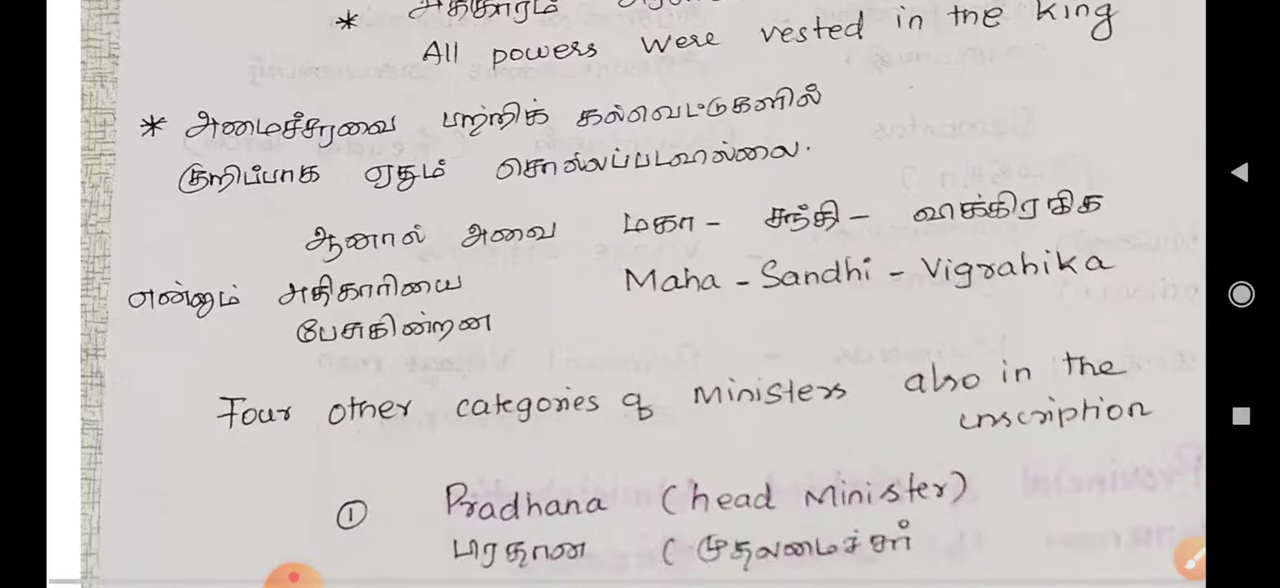 * அதிகாரம்
All powers were vested in the king
* அமைச்சரவை பற்றிக் கல்வெட்டுகளில்
குறிப்பாக ஏதும் சொல்லப்படவில்லை.
ஆனால் அவை மகா - சந்தி - விக்கிரகிக
என்னும் அதிகாரியை Maha - Sandhi - Vigrahika
பேசுகின்றன
Four other categories of Ministers also in the
inscription
① Pradhana (head Minister)
பிரதான ( முதலமைச்சர்